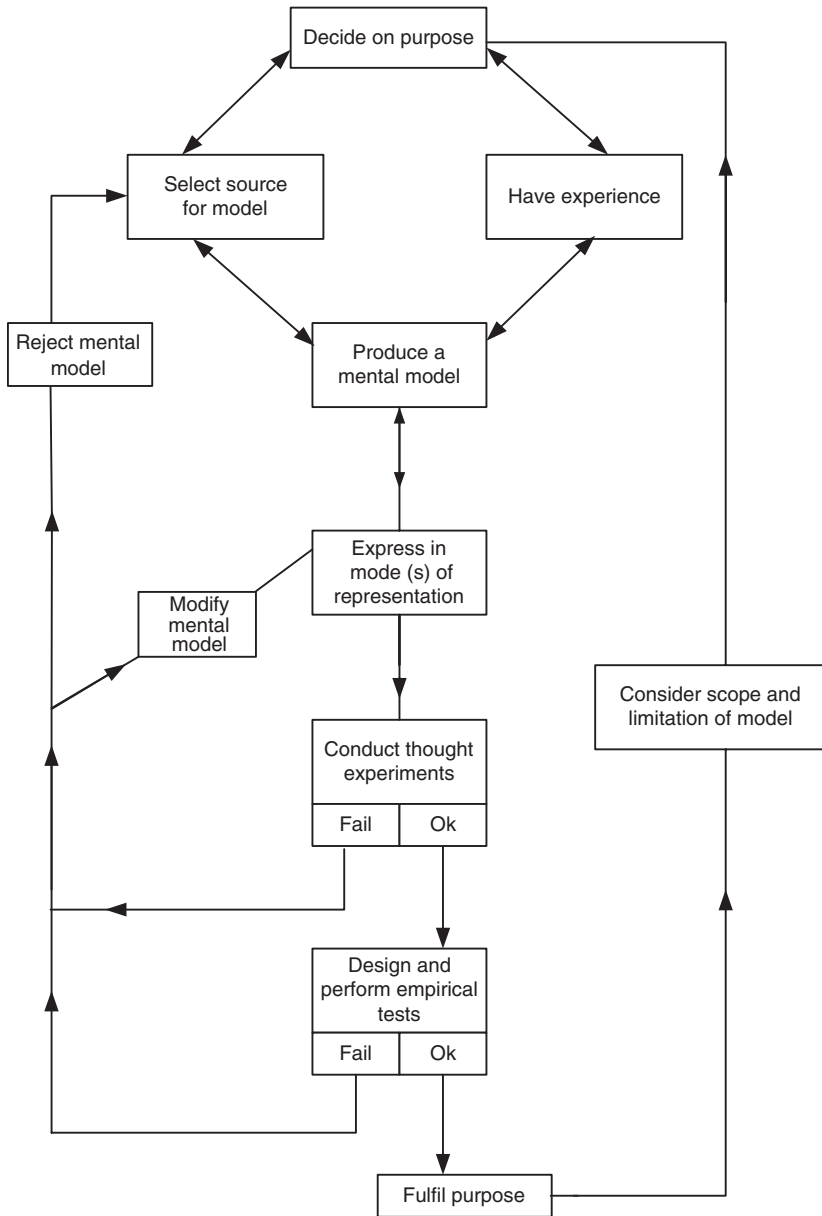 Decide on purpose
Select source
for model
Have experience
Reject mental
model
Produce a
mental model
Express in
mode (s) of
representation
Modify
mental
model
Consider scope and
limitation of model
Conduct thought
experiments
Fail
Ok
Design and
perform empirical
tests
Fail
Ok
Fulfil purpose